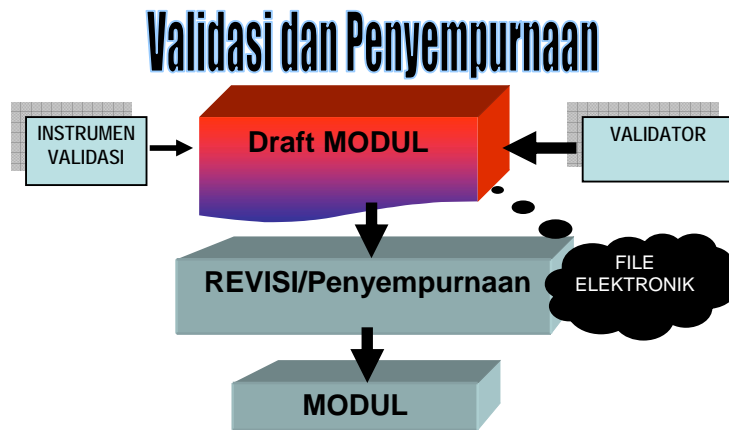 Validasi dan Penyempurnaan
INSTRUMEN
VALIDASI
Draft MODUL
VALIDATOR
REVISI/Penyempurnaan
FILE
ELEKTRONIK
MODUL